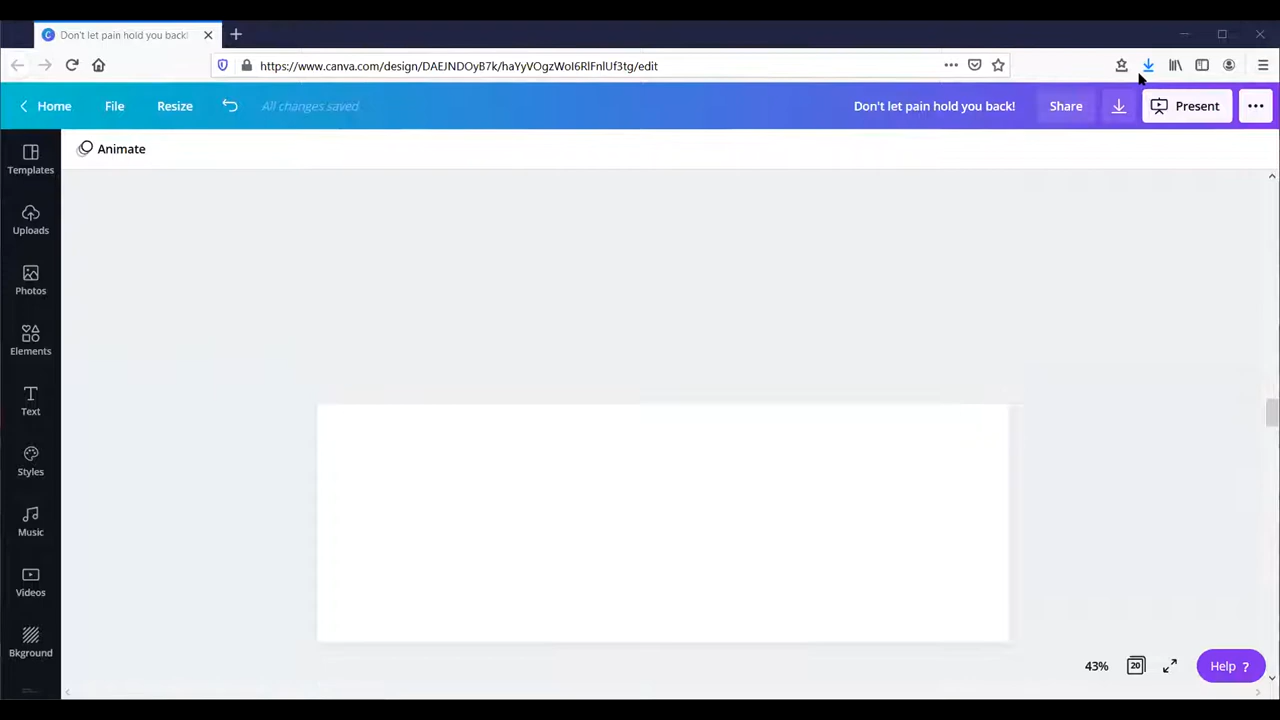 Don't let pain hold you back!
https://www.canva.com/design/DAEJNDOyB7k/haYyVOgzWoI6RlFnlUf3tg/edit
Home File Resize All changes saved Don't let pain hold you back! Share Present
Animate
Templates
Uploads
Photos
Elements
Text
Styles
Music
Videos
Bkground
43% 20 Help ?